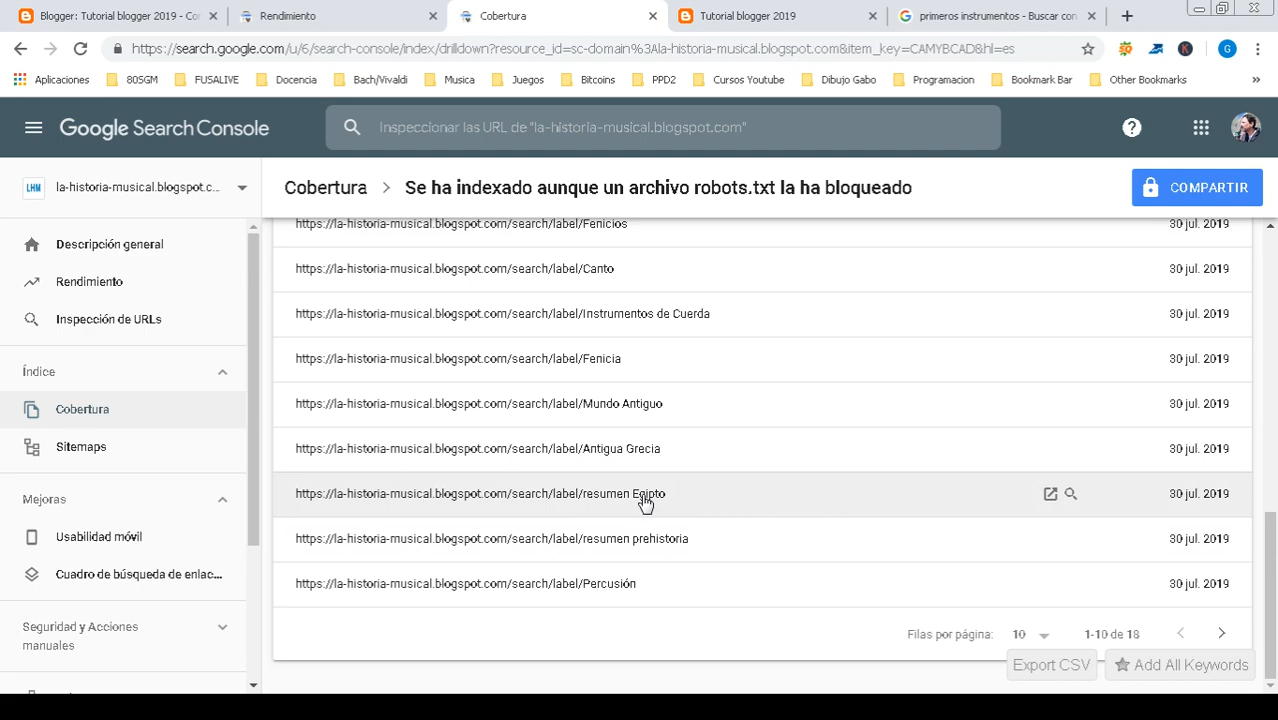 Blogger: Tutorial blogger 2019 - Co
Rendimiento
Cobertura
Tutorial blogger 2019
primeros instrumentos - Buscar con
https://search.google.com/u/6/search-console/index/drilldown?resource_id=sc-domain%3Ala-historia-musical.blogspot.com&item_key=CAMYBCAD&hl=es
G
Aplicaciones
80SGM
FUSALIVE
Docencia
Bach/Vivaldi
Musica
Juegos
Bitcoins
PPD2
Cursos Youtube
Dibujo Gabo
Programacion
Bookmark Bar
Other Bookmarks
Google Search Console
Inspeccionar las URL de "la-historia-musical.blogspot.com"
LHM
la-historia-musical.blogspot.c...
Cobertura > Se ha indexado aunque un archivo robots.txt la ha bloqueado
COMPARTIR
Descripción general
Rendimiento
Inspección de URLs
Índice
Cobertura
Sitemaps
Mejoras
Usabilidad móvil
Cuadro de búsqueda de enlac...
Seguridad y Acciones
manuales
https://la-historia-musical.blogspot.com/search/label/Fenicios 30 jul. 2019
https://la-historia-musical.blogspot.com/search/label/Canto 30 jul. 2019
https://la-historia-musical.blogspot.com/search/label/Instrumentos de Cuerda 30 jul. 2019
https://la-historia-musical.blogspot.com/search/label/Fenicia 30 jul. 2019
https://la-historia-musical.blogspot.com/search/label/Mundo Antiguo 30 jul. 2019
https://la-historia-musical.blogspot.com/search/label/Antigua Grecia 30 jul. 2019
https://la-historia-musical.blogspot.com/search/label/resumen Egipto 30 jul. 2019
https://la-historia-musical.blogspot.com/search/label/resumen prehistoria 30 jul. 2019
https://la-historia-musical.blogspot.com/search/label/Percusión 30 jul. 2019
Filas por página: 10 1-10 de 18
Export CSV
Add All Keywords